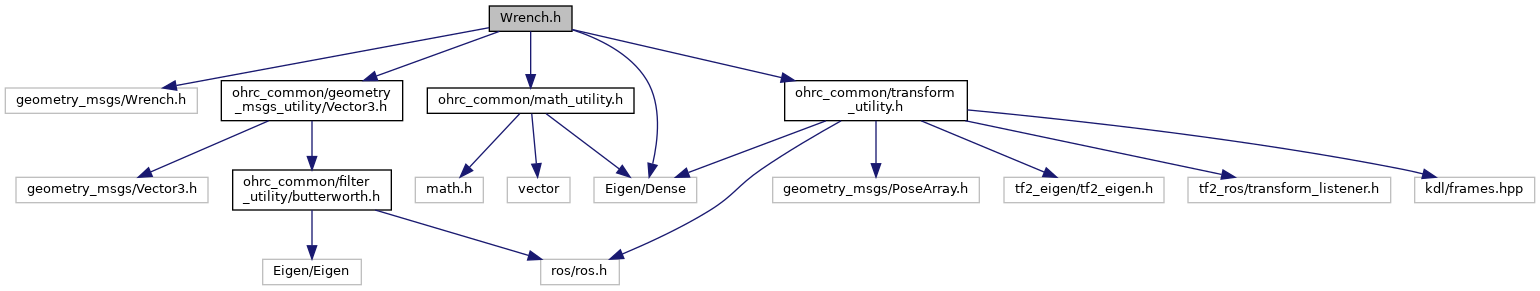 Wrench.h
geometry_msgs/Wrench.h
ohrc_common/geometry
_msgs_utility/Vector3.h
ohrc_common/math_utility.h
ohrc_common/transform
_utility.h
geometry_msgs/Vector3.h
ohrc_common/filter
_utility/butterworth.h
math.h
vector
Eigen/Dense
geometry_msgs/PoseArray.h
tf2_eigen/tf2_eigen.h
tf2_ros/transform_listener.h
kdl/frames.hpp
Eigen/Eigen
ros/ros.h